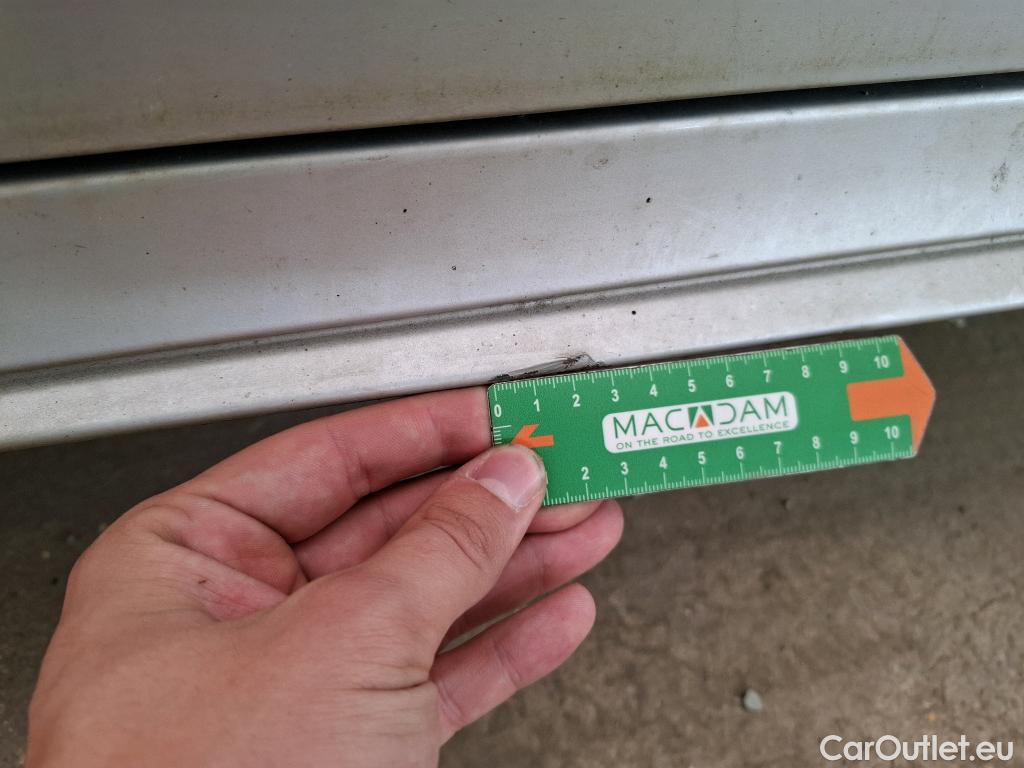 0 1 2 3 4 5 6 7 8 9 10
MACADAM
ON THE ROAD TO EXCELLENCE
2 3 4 5 6 7 8 9 10
CarOutlet.eu